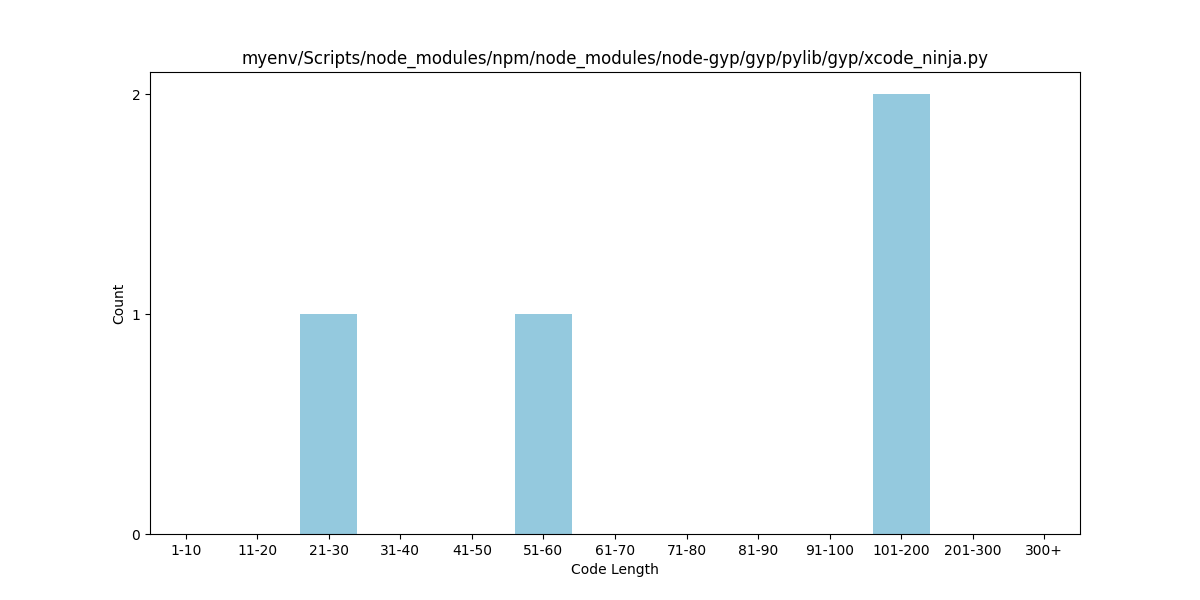 myenv/Scripts/node_modules/npm/node_modules/node-gyp/gyp/pylib/gyp/xcode_ninja.py
2
1
0
Count
1-10 11-20 21-30 31-40 41-50 51-60 61-70 71-80 81-90 91-100 101-200 201-300 300+
Code Length